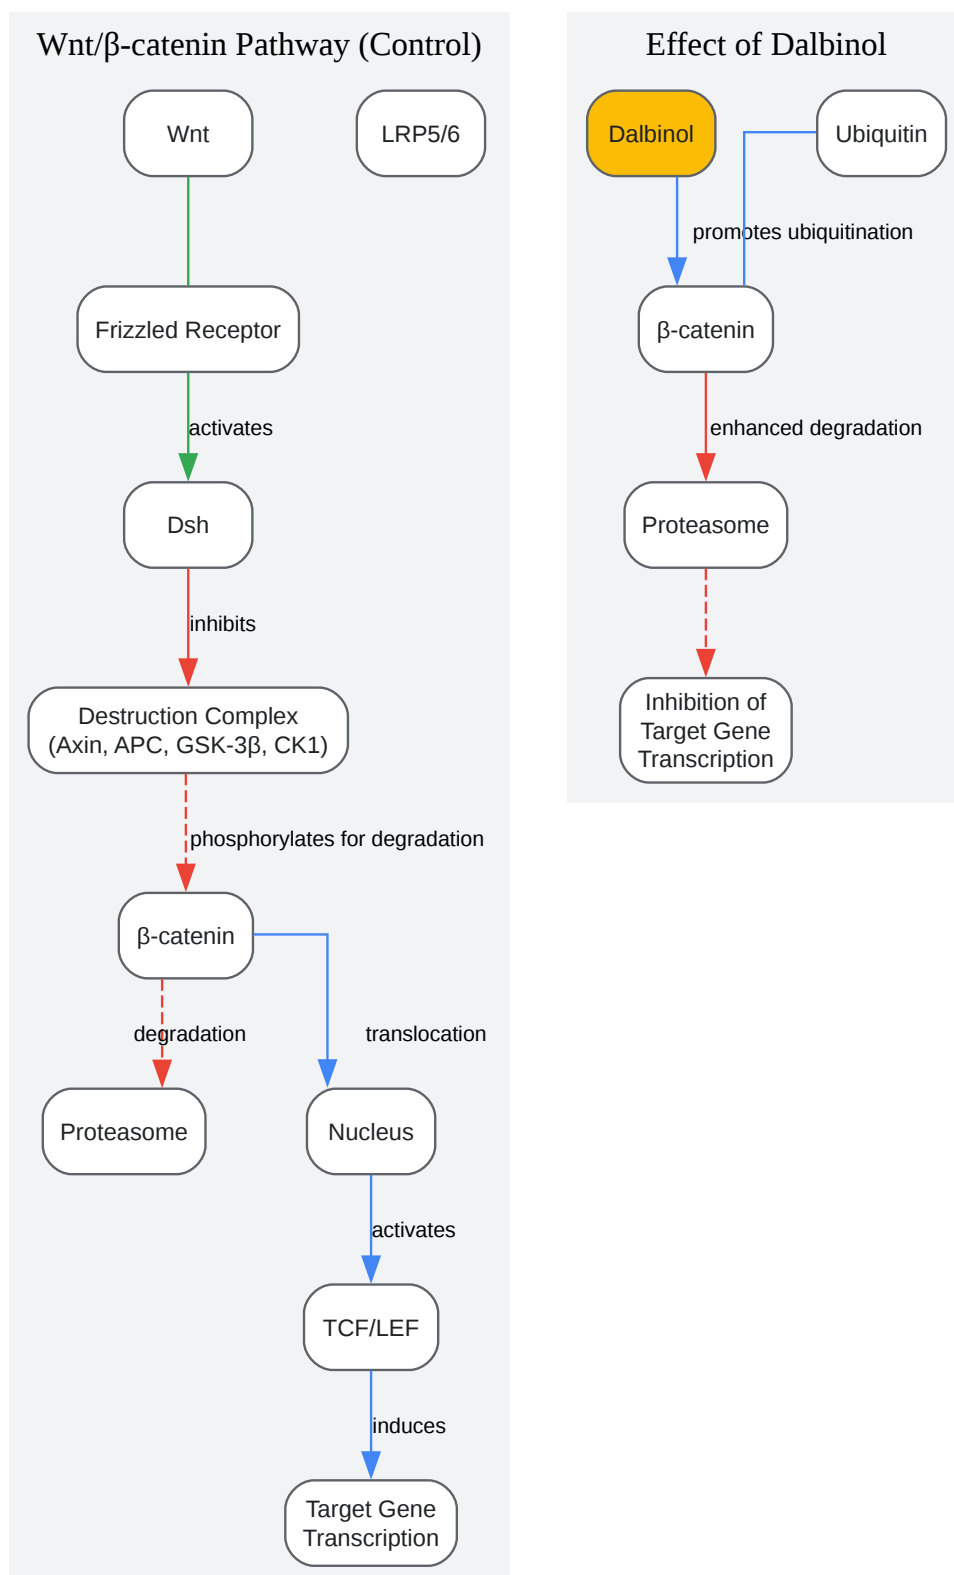 Wnt/β-catenin Pathway (Control)
Wnt
LRP5/6
Frizzled Receptor
activates
Dsh
inhibits
Destruction Complex
(Axin, APC, GSK-3β, CK1)
phosphorylates for degradation
β-catenin
degradation
translocation
Proteasome
Nucleus
activates
TCF/LEF
induces
Target Gene
Transcription
Effect of Dalbinol
Dalbinol
Ubiquitin
promotes ubiquitination
β-catenin
enhanced degradation
Proteasome
Inhibition of
Target Gene
Transcription